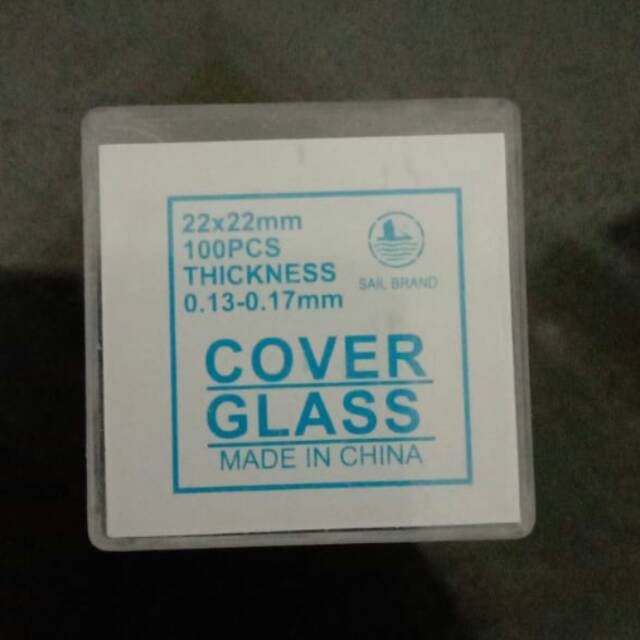 22x22mm
100PCS
THICKNESS
0.13-0.17mm
SAIL BRAND
COVER
GLASS
MADE IN CHINA